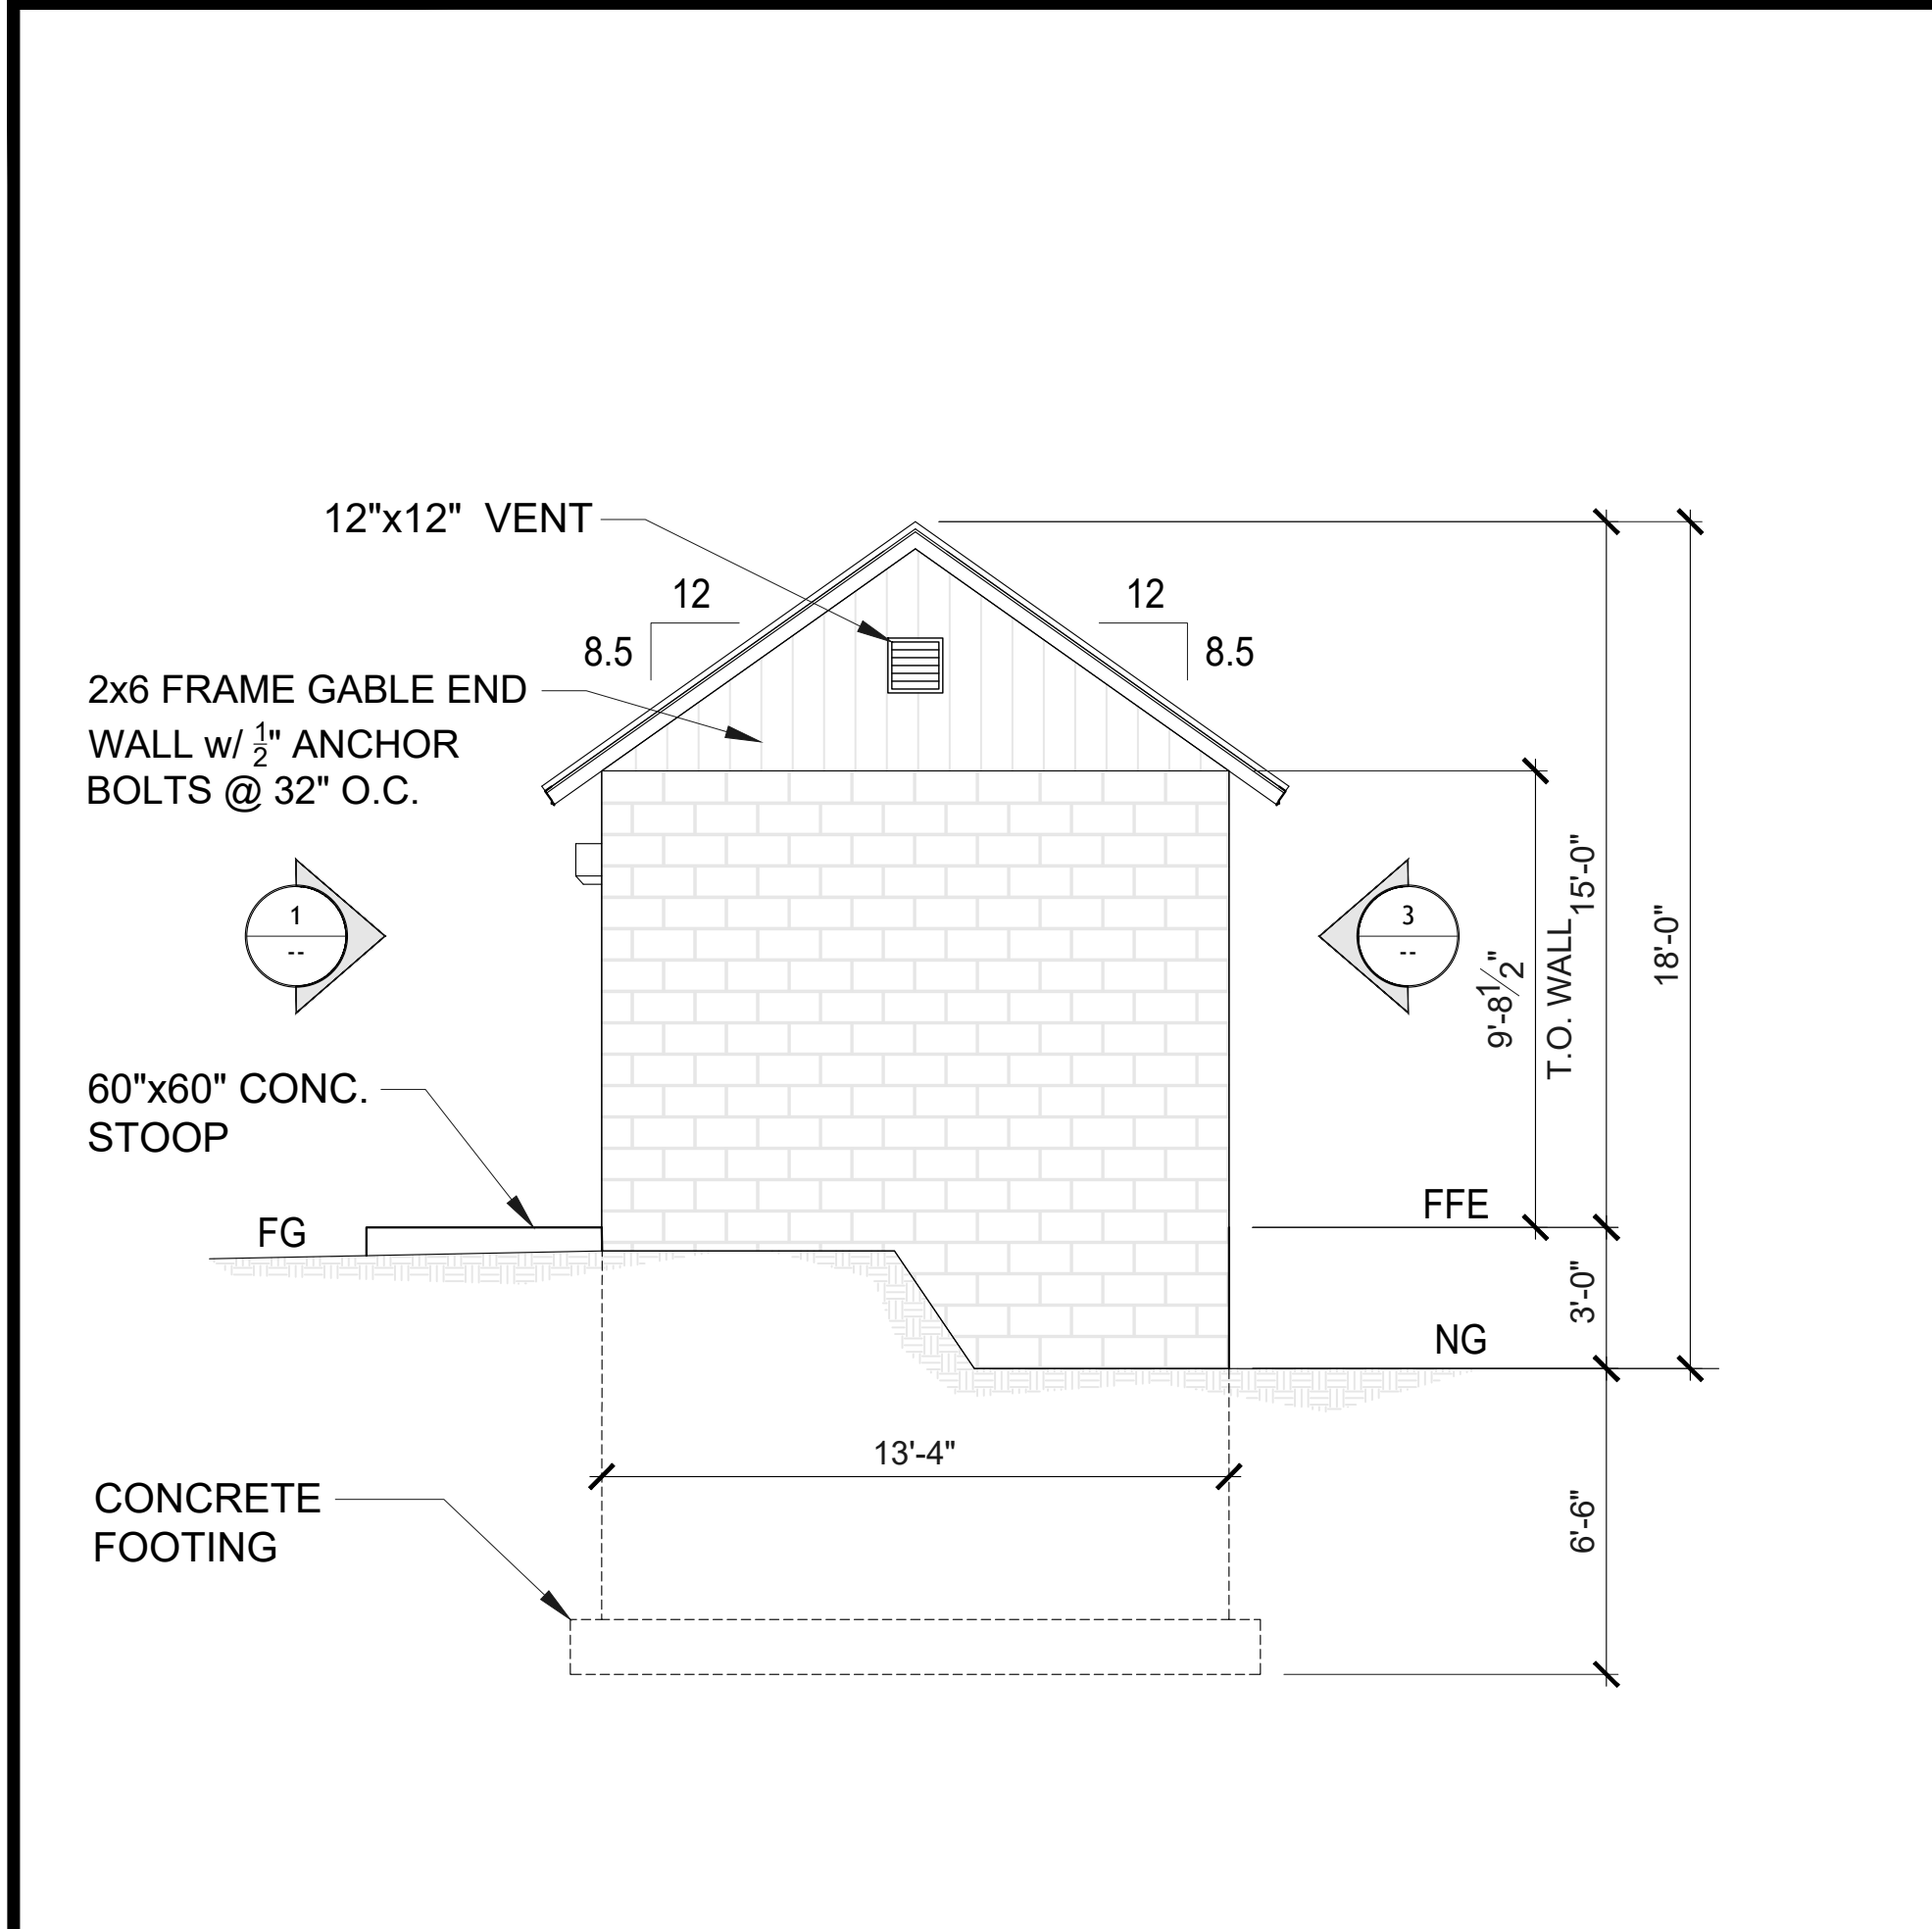 12"x12" VENT
12
8.5
12
8.5
2x6 FRAME GABLE END
WALL w/ 1/2" ANCHOR
BOLTS @ 32" O.C.
1
--
3
--
9'-8 1/2"
T.O. WALL
15'-0"
18'-0"
60"x60" CONC.
STOOP
FG
FFE
3'-0"
NG
13'-4"
6'-6"
CONCRETE
FOOTING